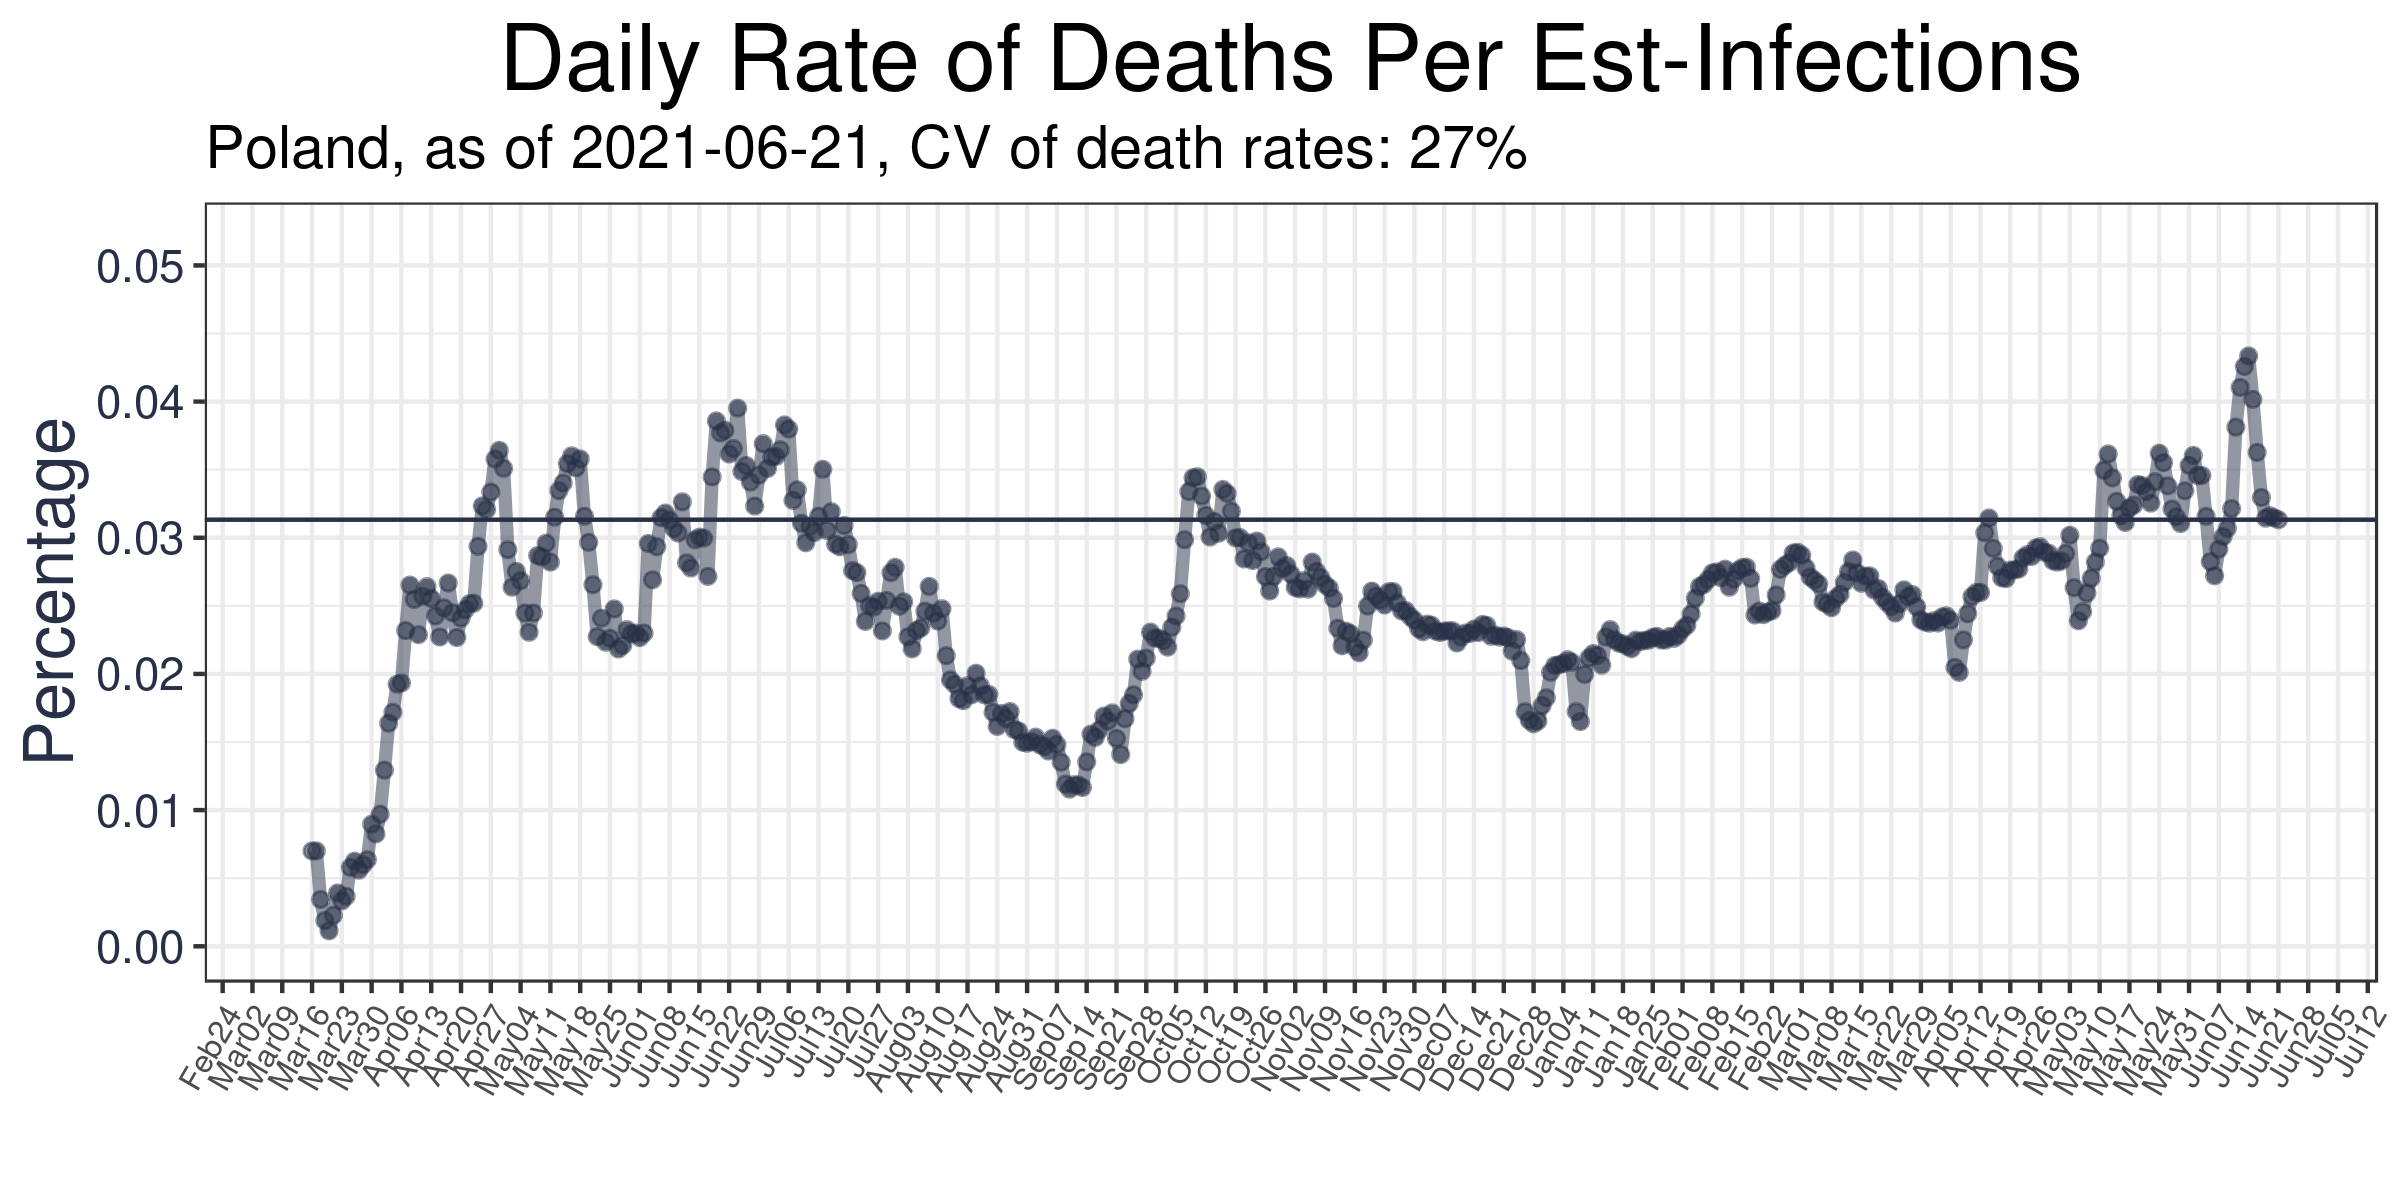 Daily Rate of Deaths Per Est-Infections
Poland, as of 2021-06-21, CV of death rates: 27%
Percentage
0.05
0.04
0.03
0.02
0.01
0.00
Feb24
Mar02
Mar09
Mar16
Mar23
Mar30
Apr06
Apr13
Apr20
Apr27
May04
May11
May18
May25
Jun01
Jun08
Jun15
Jun22
Jun29
Jul06
Jul13
Jul20
Jul27
Aug03
Aug10
Aug17
Aug24
Aug31
Sep07
Sep14
Sep21
Sep28
Oct05
Oct12
Oct19
Oct26
Nov02
Nov09
Nov16
Nov23
Nov30
Dec07
Dec14
Dec21
Dec28
Jan04
Jan11
Jan18
Jan25
Feb01
Feb08
Feb15
Feb22
Mar01
Mar08
Mar15
Mar22
Mar29
Apr05
Apr12
Apr19
Apr26
May03
May10
May17
May24
May31
Jun07
Jun14
Jun21
Jun28
Jul05
Jul12